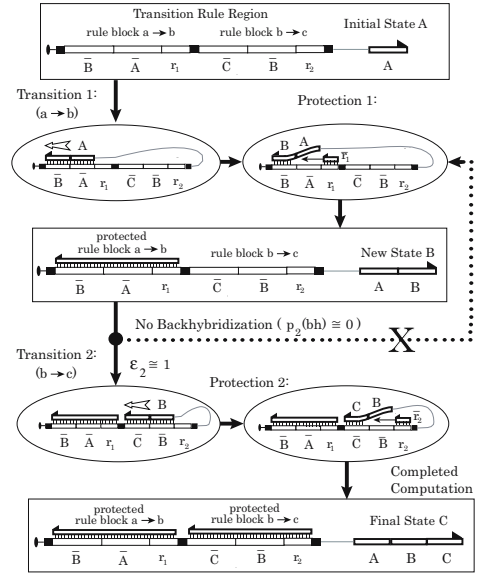 Transition Rule Region
Initial State A
rule block a → b rule block b → c
B̅ A̅ r₁ C̅ B̅ r₂ A
Transition 1:
(a → b)
Protection 1:
A
B̅ A̅ r₁ C̅ B̅ r₂
B A r̅₁
B̅ A̅ r₁ C̅ B̅ r₂
protected
rule block a → b rule block b → c
New State B
B̅ A̅ r₁ C̅ B̅ r₂ A B
No Backhybridization ( p₂(bh) ≅ 0 )
X
Transition 2:
(b → c)
ε₂ ≅ 1
Protection 2:
B
B̅ A̅ r₁ C̅ B̅ r₂
C B r̅₂
B̅ A̅ r₁ C̅ B̅ r₂
Completed
Computation
protected protected
rule block a → b rule block b → c
Final State C
B̅ A̅ r₁ C̅ B̅ r₂ A B C